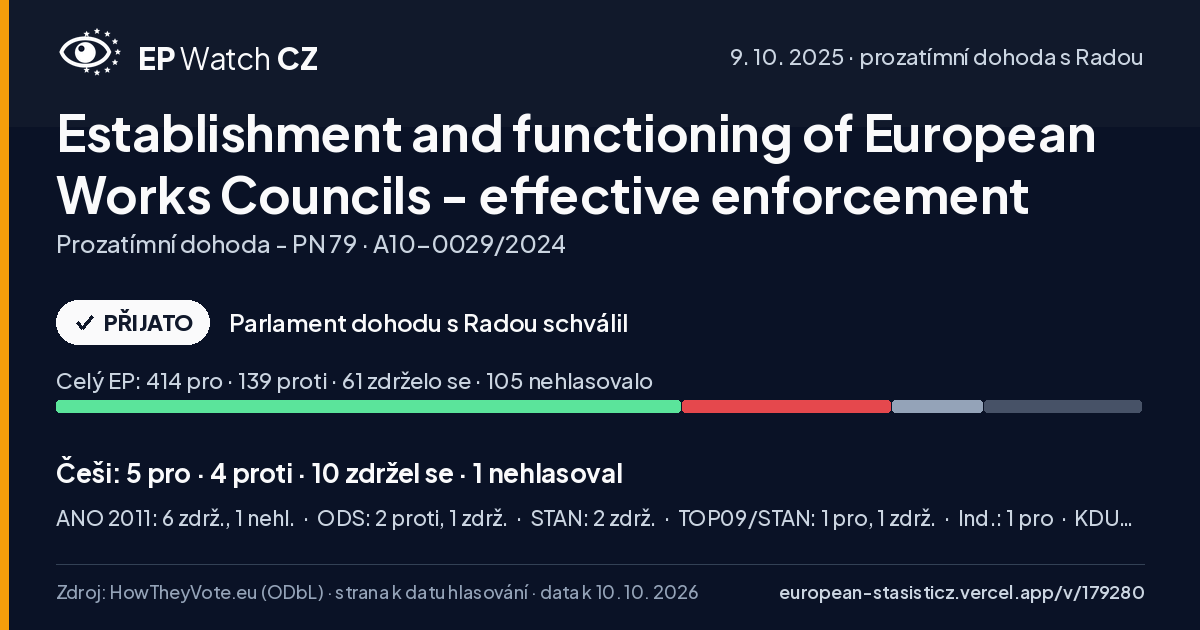 EP Watch CZ
9. 10. 2025 · prozatímní dohoda s Radou
Establishment and functioning of European
Works Councils – effective enforcement
Prozatímní dohoda – PN 79 · A10–0029/2024
✓ PŘIJATO
Parlament dohodu s Radou schválil
Celý EP: 414 pro · 139 proti · 61 zdrželo se · 105 nehlasovalo
Češi: 5 pro · 4 proti · 10 zdržel se · 1 nehlasoval
ANO 2011: 6 zdrž., 1 nehl. · ODS: 2 proti, 1 zdrž. · STAN: 2 zdrž. · TOP09/STAN: 1 pro, 1 zdrž. · Ind.: 1 pro · KDU…
Zdroj: HowTheyVote.eu (ODbL) · strana k datu hlasování · data k 10. 10. 2026
european-stasisticz.vercel.app/v/179280